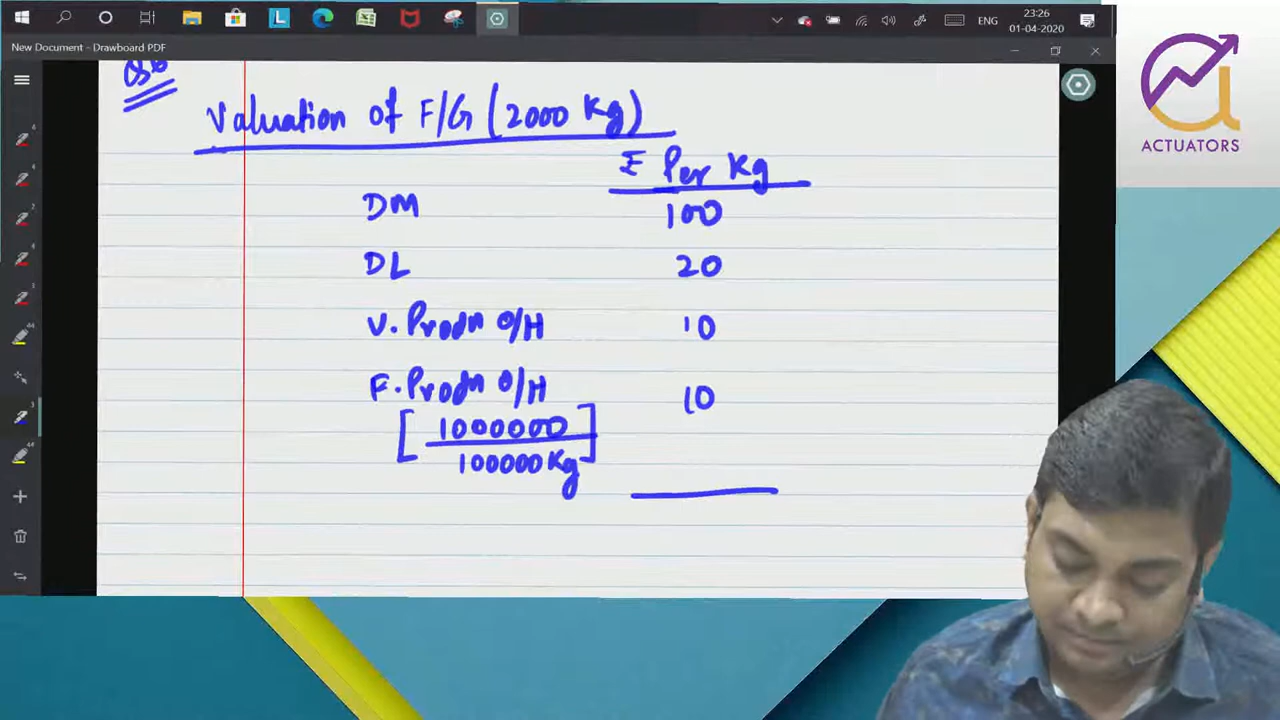 23:26
ENG
01-04-2020
New Document - Drawboard PDF
ACTUATORS
Valuation of F/G (2000 Kg)
₹ Per Kg
DM 100
DL 20
V. Prodn O/H 10
F. Prodn O/H 10
[1000000
100000 Kg]